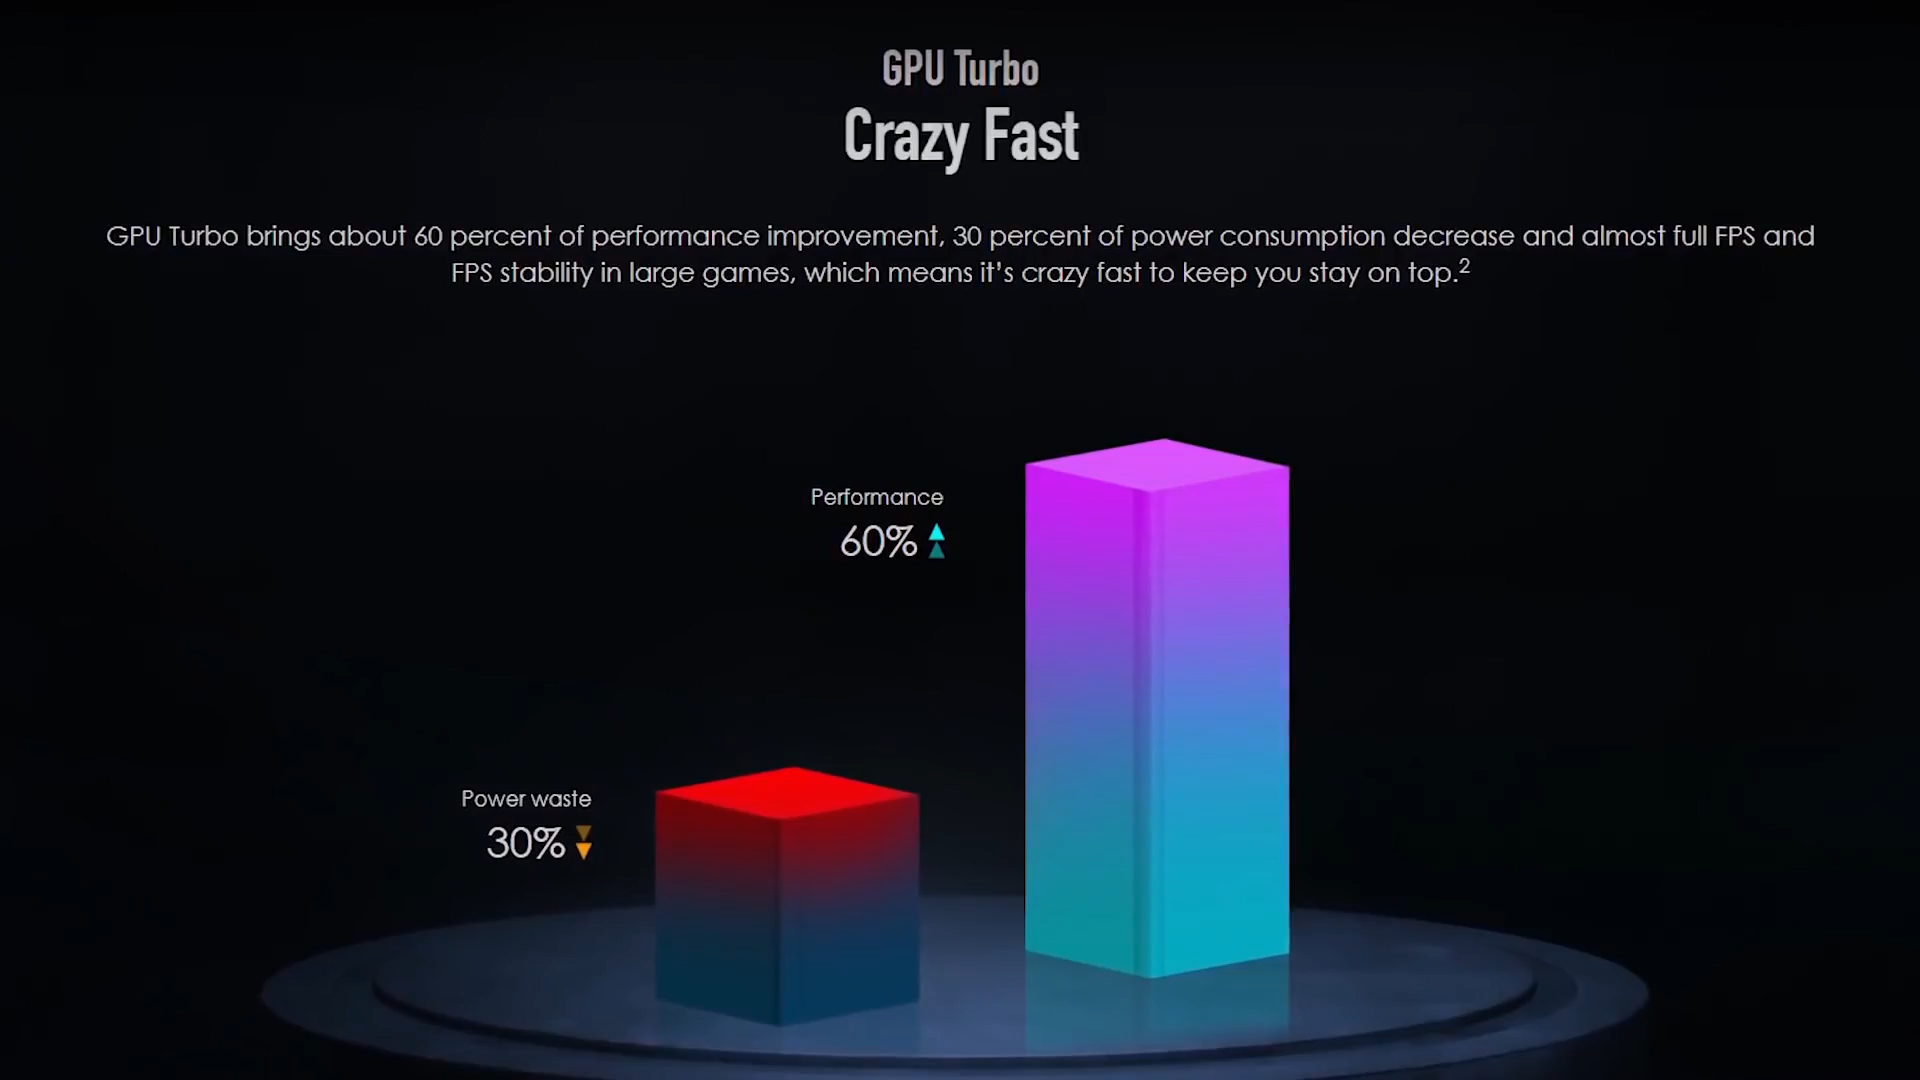 GPU Turbo
Crazy Fast
GPU Turbo brings about 60 percent of performance improvement, 30 percent of power consumption decrease and almost full FPS and
FPS stability in large games, which means it's crazy fast to keep you stay on top.2
Performance
60%
Power waste
30%